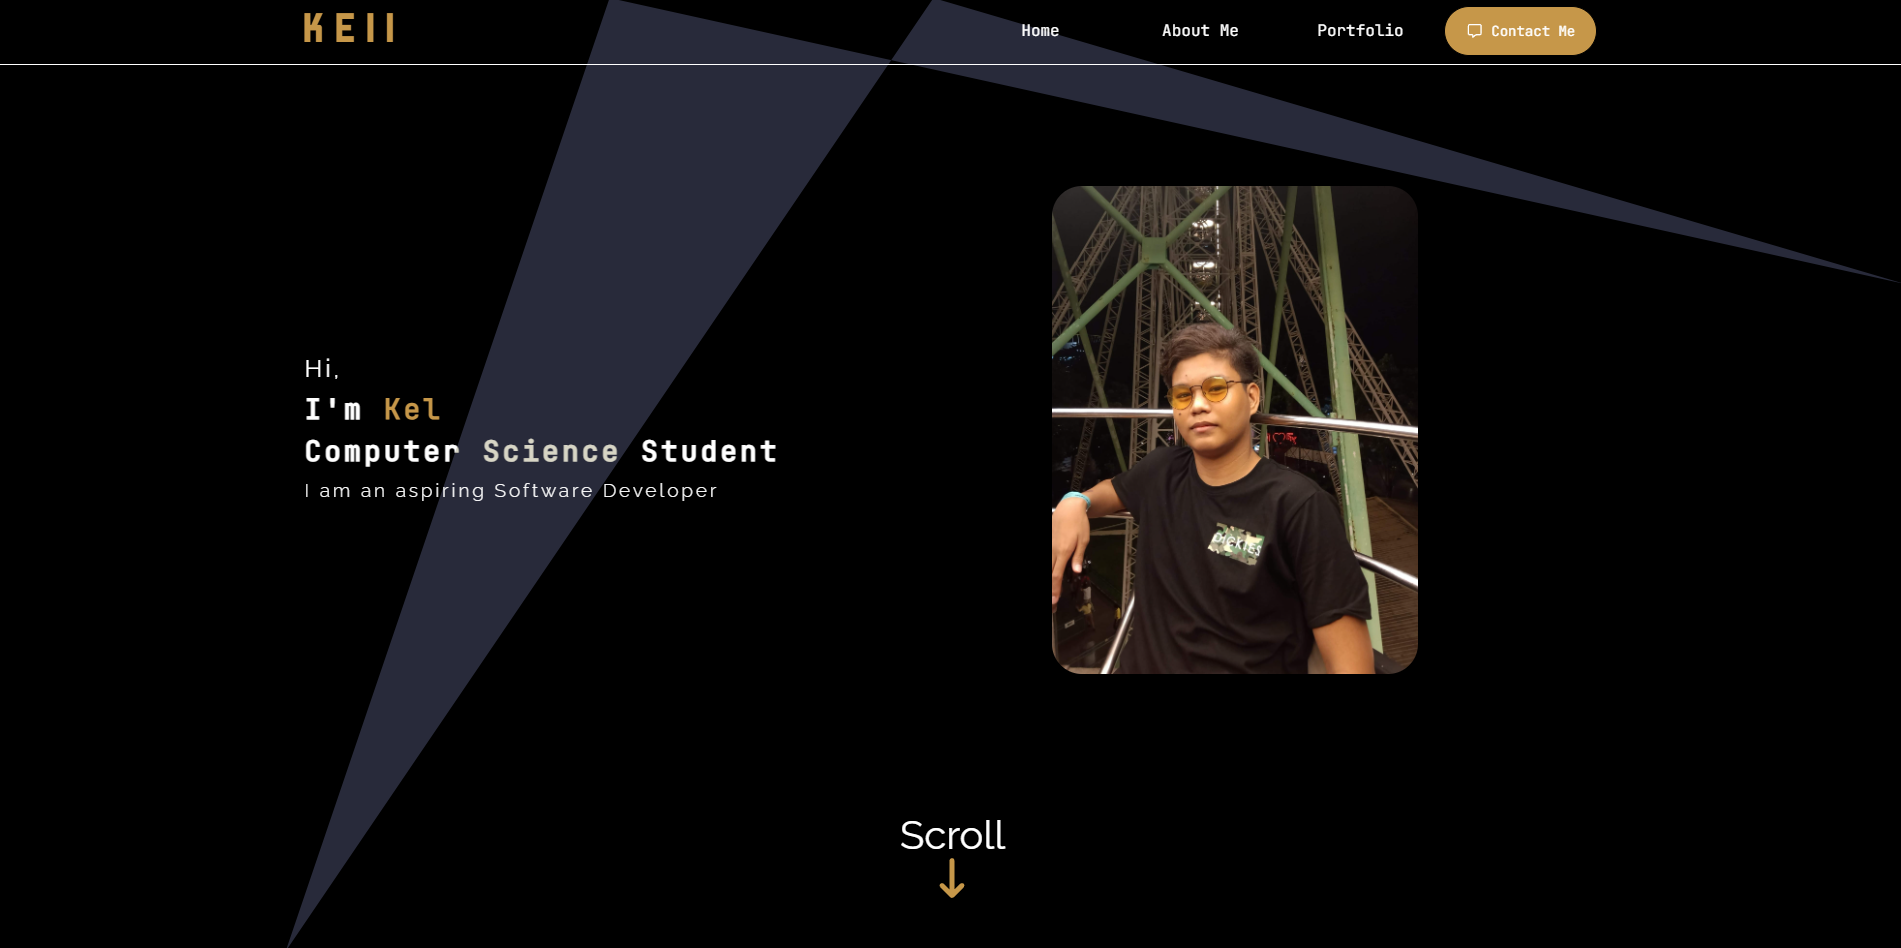 KEll
Home
About Me
Portfolio
Contact Me
Hi,
I'm Kel
Computer Science Student
I am an aspiring Software Developer
DICKIES
Scroll